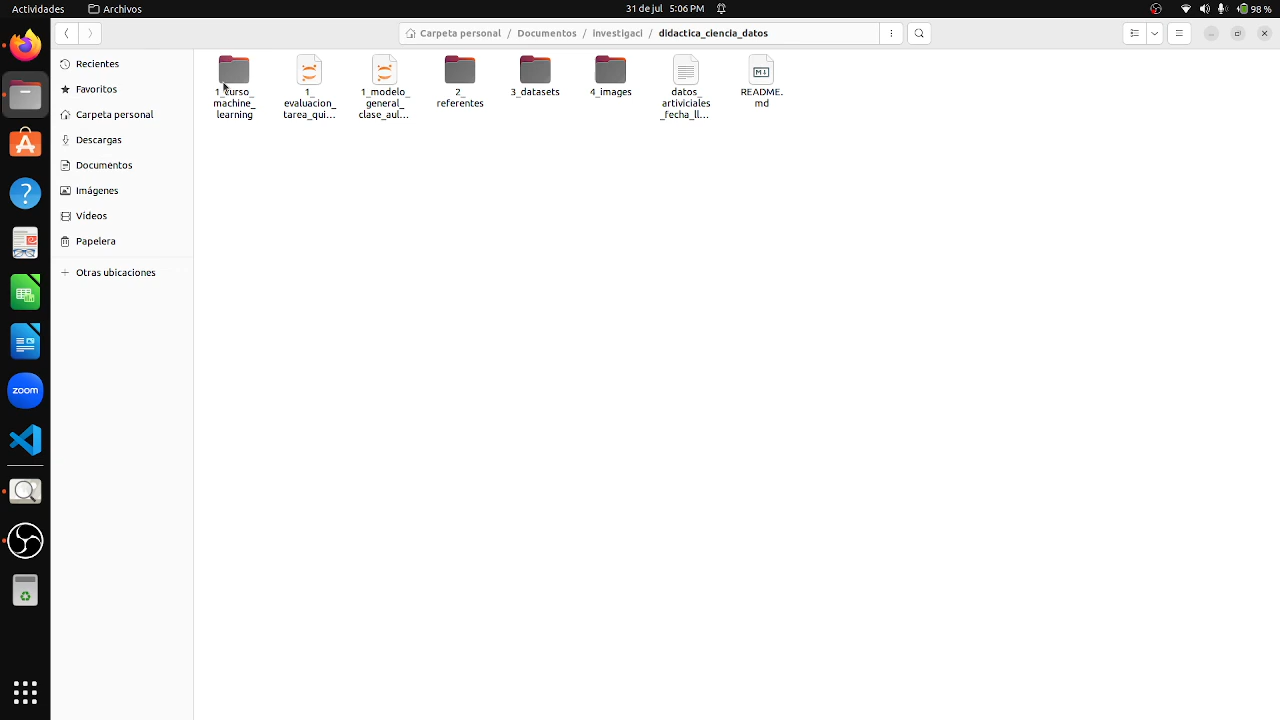 Actividades Archivos 31 de jul 5:06 PM 98 %
Carpeta personal / Documentos / investigaci / didactica_ciencia_datos
Recientes
Favoritos
Carpeta personal
Descargas
Documentos
Imágenes
Vídeos
Papelera
Otras ubicaciones
1_curso_
machine_
learning
1_
evaluacion_
tarea_qui...
1_modelo_
general_
clase_aul...
2_
referentes
3_datasets
4_images
datos_
artiviciales
_fecha_ll...
README.
md
zoom